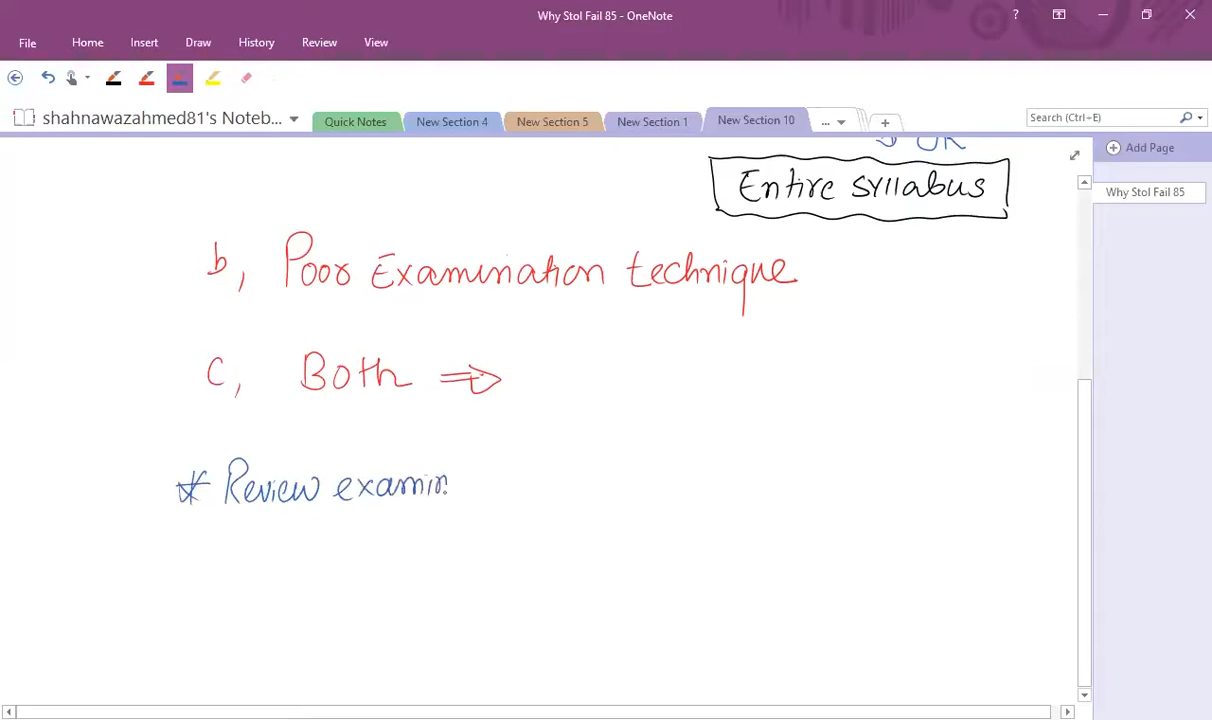 Why Stol Fail 85 - OneNote
?
File Home Insert Draw History Review View
shahnawazahmed81's Noteb...
Quick Notes New Section 4 New Section 5 New Section 1 New Section 10 ... +
Search (Ctrl+E)
Add Page
Why Stol Fail 85
Entire syllabus
b, Poor Examination technique
c, Both ⇒
* Review examin